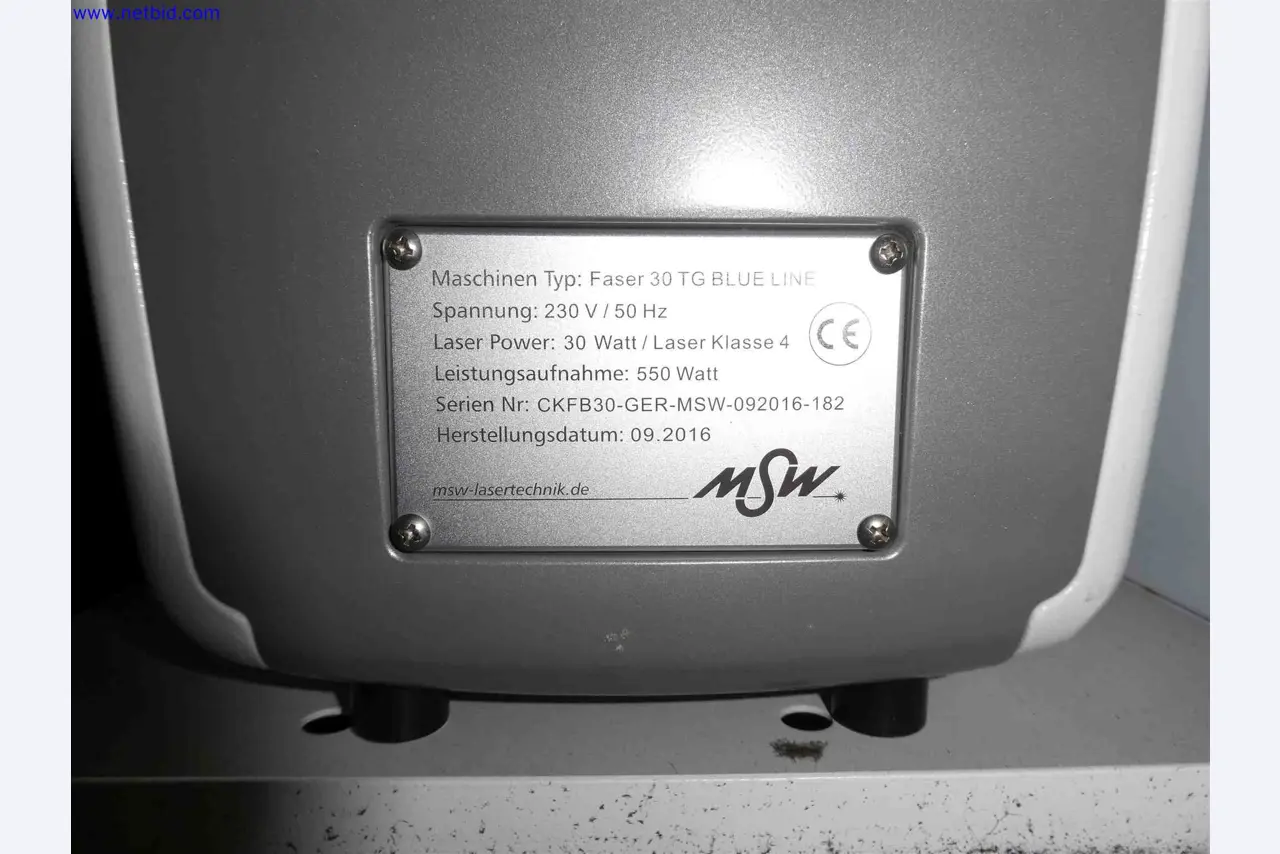 www.netbid.com
Maschinen Typ: Faser 30 TG BLUE LINE
Spannung: 230 V / 50 Hz
CE
Laser Power: 30 Watt / Laser Klasse 4
Leistungsaufnahme: 550 Watt
Serien Nr: CKFB30-GER-MSW-092016-182
Herstellungsdatum: 09.2016
msw-lasertechnik.de
MSW